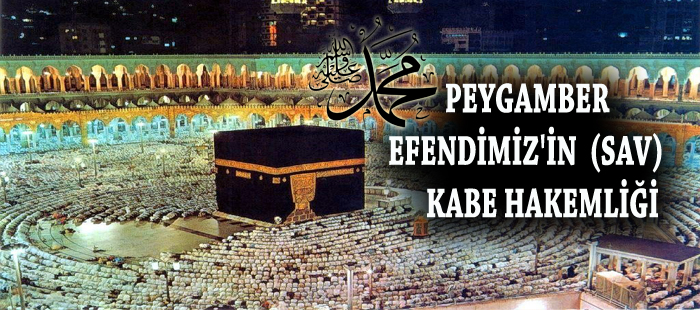 محمد
صلى الله عليه وسلم
PEYGAMBER
EFENDİMİZ'İN (SAV)
KABE HAKEMLİĞİ